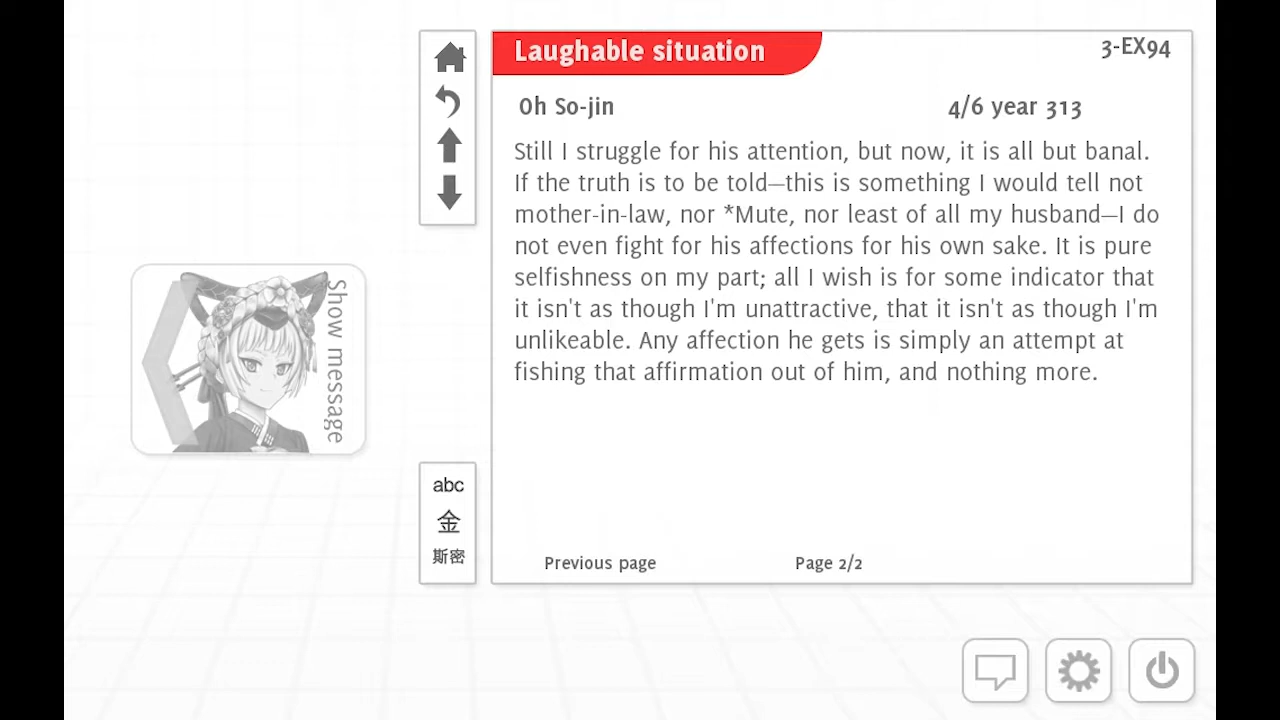 Laughable situation
3-EX94
Oh So-jin
4/6 year 313
Still I struggle for his attention, but now, it is all but banal.
If the truth is to be told—this is something I would tell not
mother-in-law, nor *Mute, nor least of all my husband—I do
not even fight for his affections for his own sake. It is pure
selfishness on my part; all I wish is for some indicator that
it isn't as though I'm unattractive, that it isn't as though I'm
unlikeable. Any affection he gets is simply an attempt at
fishing that affirmation out of him, and nothing more.
Show message
abc
金
斯密
Previous page
Page 2/2